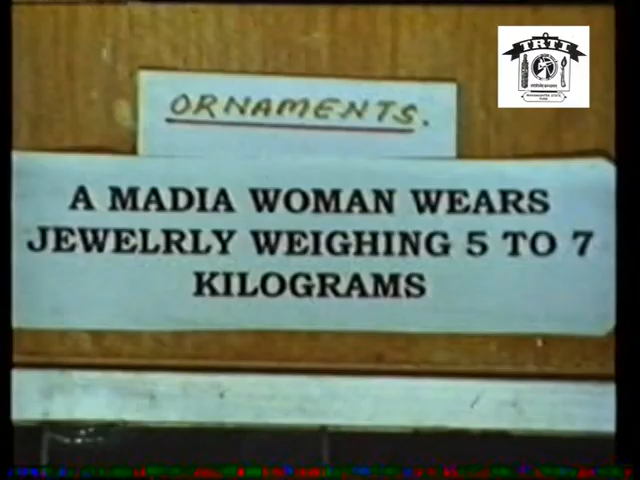 TRTI
ORNAMENTS.
A MADIA WOMAN WEARS
JEWELRLY WEIGHING 5 TO 7
KILOGRAMS